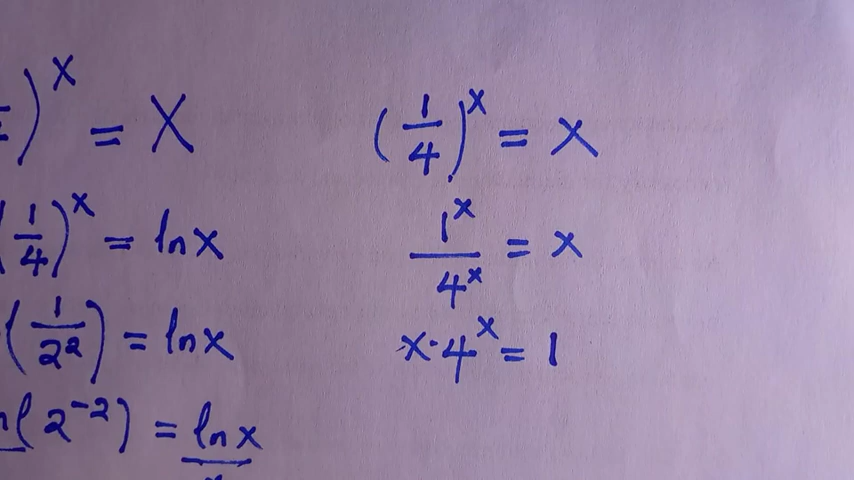 )^x = x
(1/4)^x = ln x
(1/2²) = ln x
(2⁻²) = ln x
(1/4)^x = x
1^x/4^x = x
x·4^x = 1